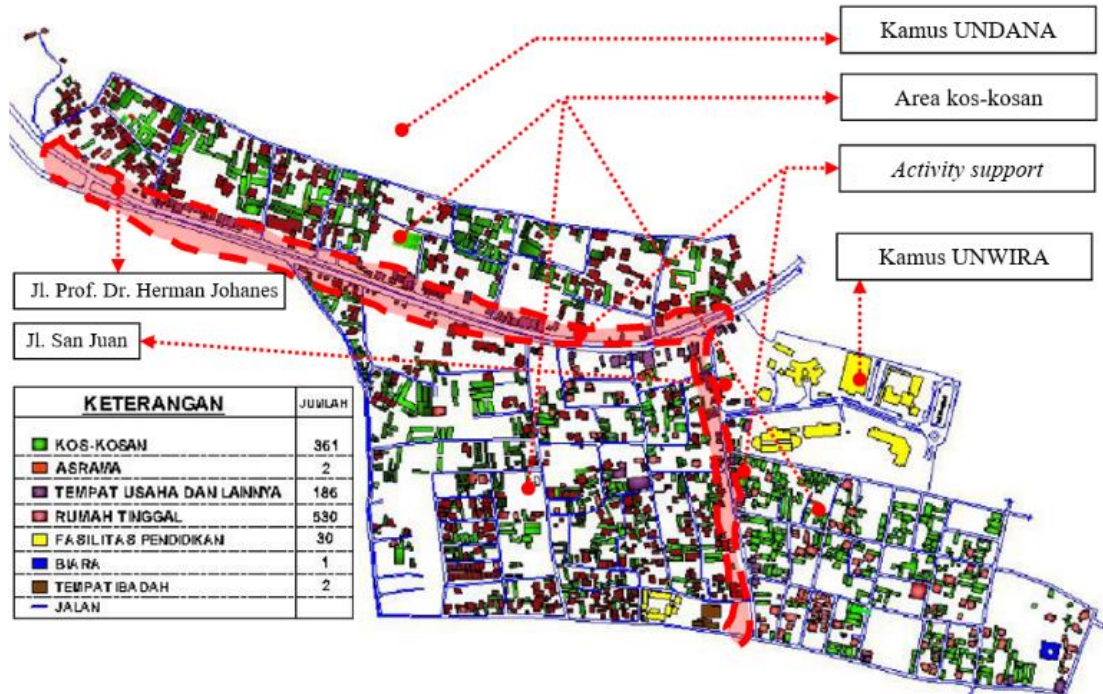 Kamus UNDANA
Area kos-kosan
Activity support
Kamus UNWIRA
Jl. Prof. Dr. Herman Johanes
Jl. San Juan
KETERANGAN JUMLAH
KOS-KOSAN 361
ASRAMA 2
TEMPAT USAHA DAN LAINNYA 186
RUMAH TINGGAL 530
FASILITAS PENDIDIKAN 30
BIARA 1
TEMPAT IBADAH 2
JALAN